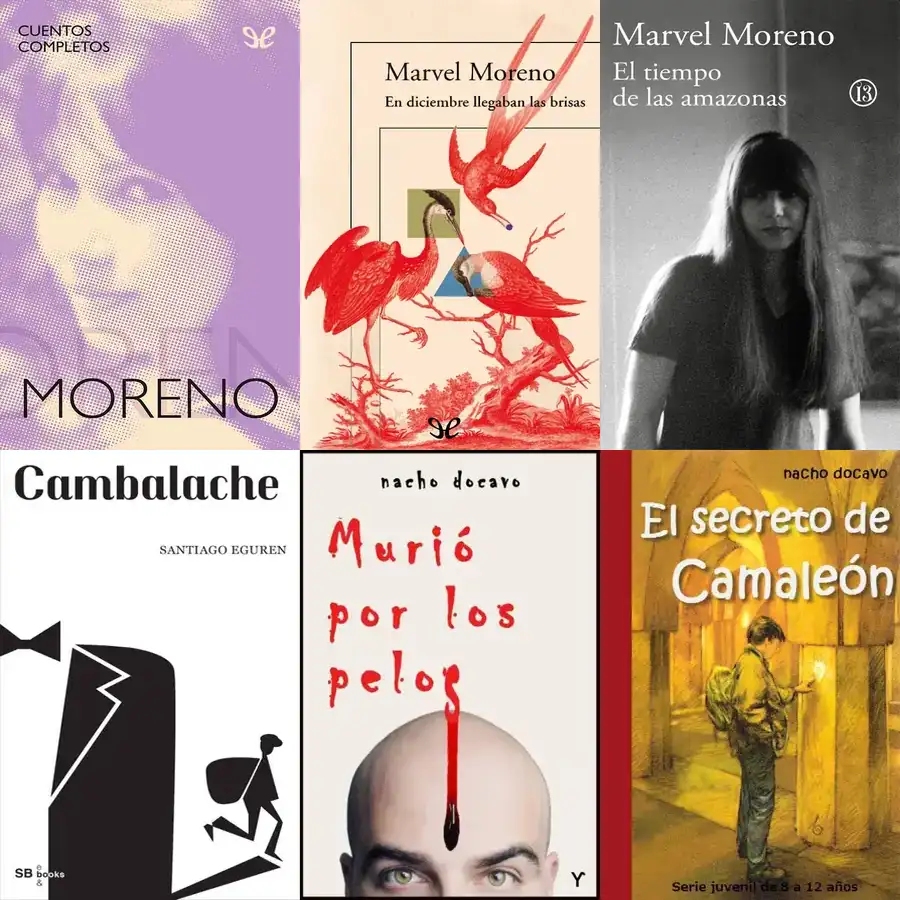 CUENTOS
COMPLETOS
MORENO
Marvel Moreno
En diciembre llegaban las brisas
Marvel Moreno
El tiempo
de las amazonas
13
Cambalache
SANTIAGO EGUREN
SB books
nacho docavo
Murió
por los
pelos
nacho docavo
El secreto de
Camaleón
Serie juvenil de 8 a 12 años